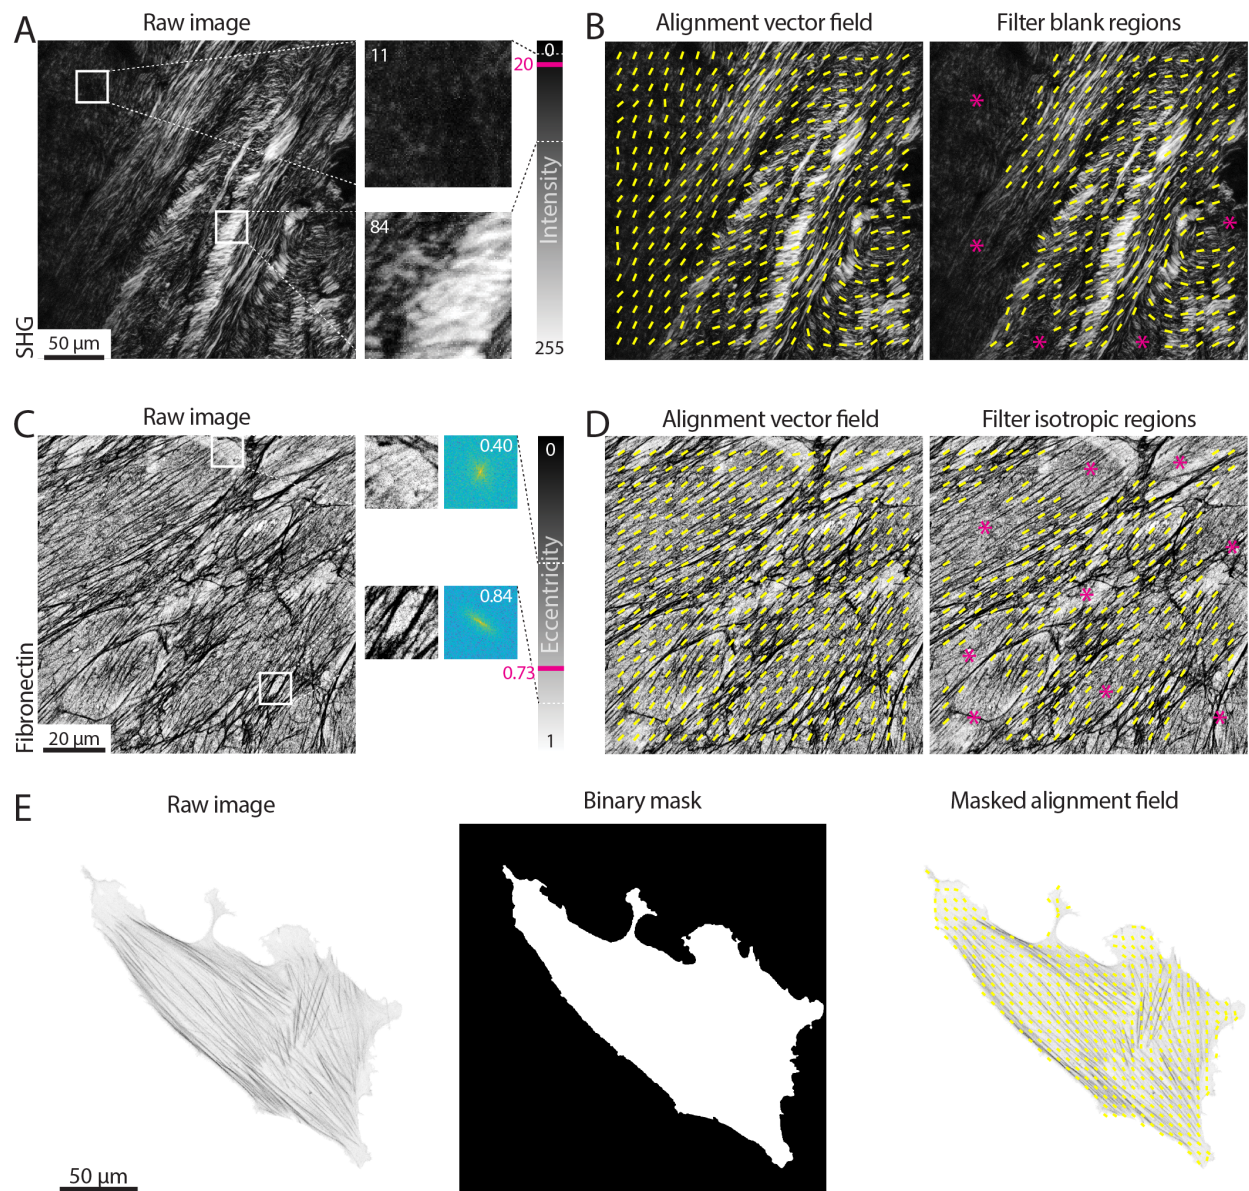 A
Raw image
11
84
0
20
Intensity
255
SHG
50 µm
B
Alignment vector field
Filter blank regions
*
*
*
*
*
C
Raw image
0.40
0.84
0
Eccentricity
0.73
1
Fibronectin
20 µm
D
Alignment vector field
Filter isotropic regions
*
*
*
*
*
*
*
*
*
E
Raw image
Binary mask
Masked alignment field
50 µm